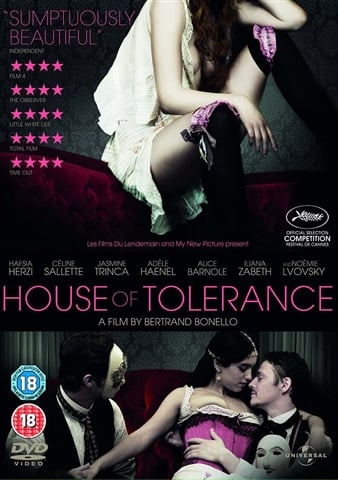 "SUMPTUOUSLY
BEAUTIFUL"
INDEPENDENT
★★★★
FILM 4
★★★★
THE OBSERVER
★★★★
LITTLE WHITE LIES
★★★★
TOTAL FILM
★★★★
TIME OUT
OFFICIAL SELECTION
COMPETITION
FESTIVAL DE CANNES
Les Films Du Lendemain and My New Picture present
HAFSIA HERZI CÉLINE SALLETTE JASMINE TRINCA ADÈLE HAENEL ALICE BARNOLE ILIANA ZABETH AND NOÉMIE LVOVSKY
HOUSE OF TOLERANCE
A FILM BY BERTRAND BONELLO
18
18
DVD
VIDEO
UNIVERSAL